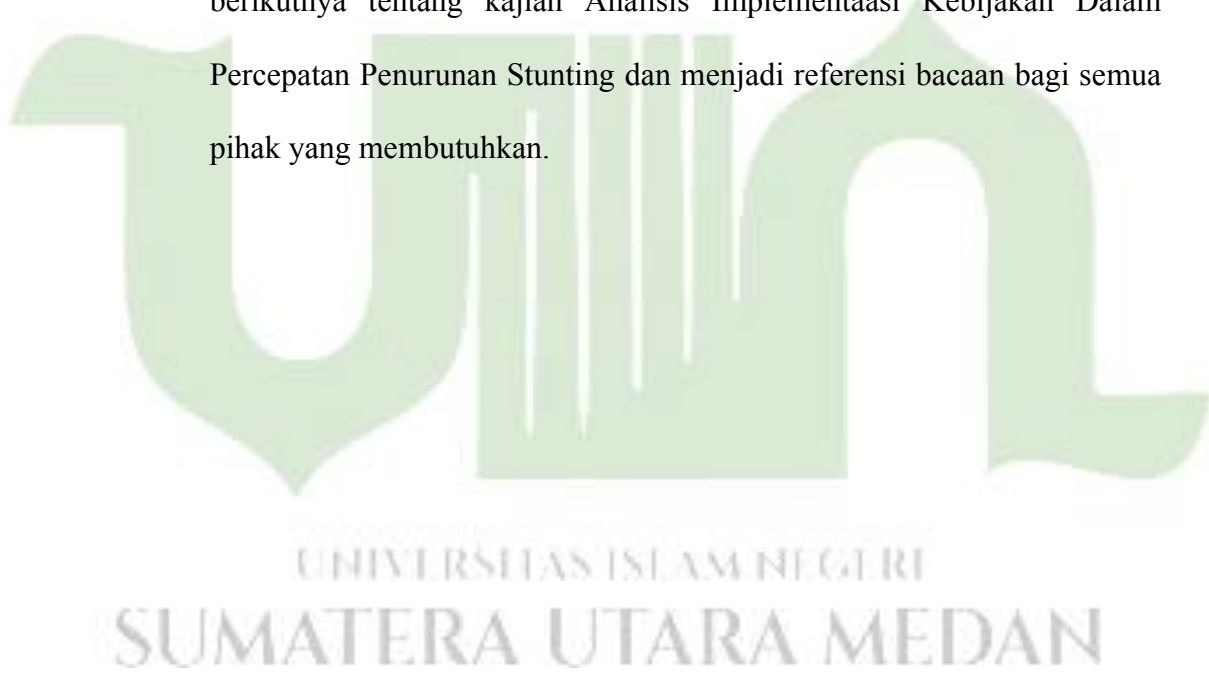 berikutnya tentang kajian Analisis Implementaasi Kebijakan Dalam
Percepatan Penurunan Stunting dan menjadi referensi bacaan bagi semua
pihak yang membutuhkan.
UNIVERSITAS ISLAM NEGERI
SUMATERA UTARA MEDAN